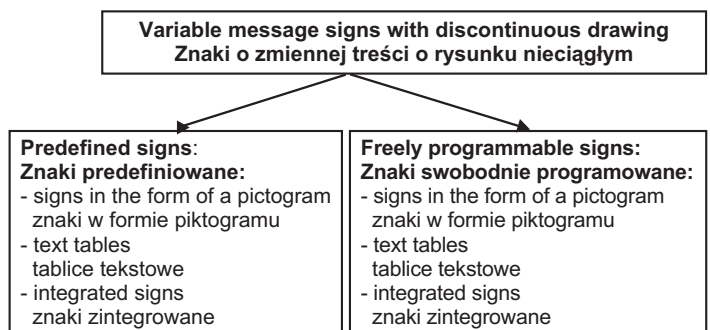 Variable message signs with discontinuous drawing
Znaki o zmiennej treści o rysunku nieciągłym
Predefined signs:
Znaki predefiniowane:
- signs in the form of a pictogram
znaki w formie piktogramu
- text tables
tablice tekstowe
- integrated signs
znaki zintegrowane
Freely programmable signs:
Znaki swobodnie programowane:
- signs in the form of a pictogram
znaki w formie piktogramu
- text tables
tablice tekstowe
- integrated signs
znaki zintegrowane